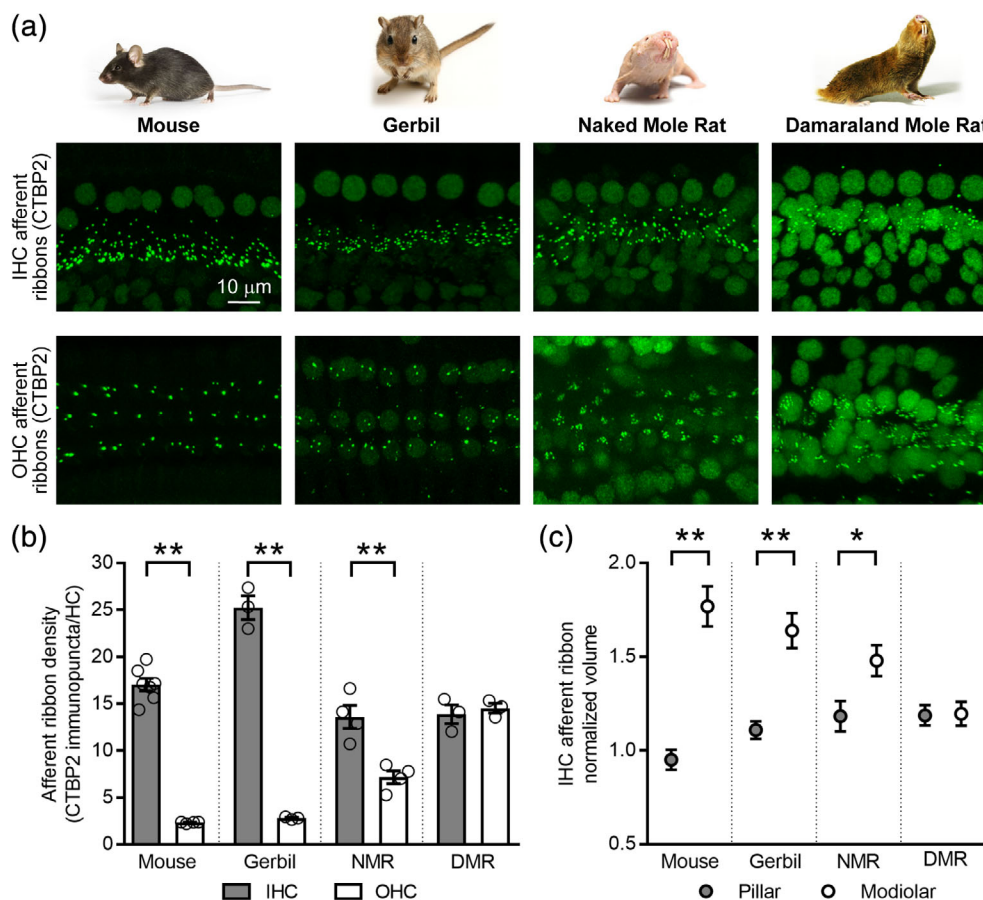 (a)
Mouse
Gerbil
Naked Mole Rat
Damaraland Mole Rat
IHC afferent
ribbons (CTBP2)
10 μm
OHC afferent
ribbons (CTBP2)
(b)
Afferent ribbon density
(CTBP2 immunopuncta/HC)
30
25
20
15
10
5
0
** ** **
Mouse Gerbil NMR DMR
IHC OHC
(c)
IHC afferent ribbon
normalized volume
2.0
1.5
1.0
0.5
** ** *
Mouse Gerbil NMR DMR
Pillar Modiolar